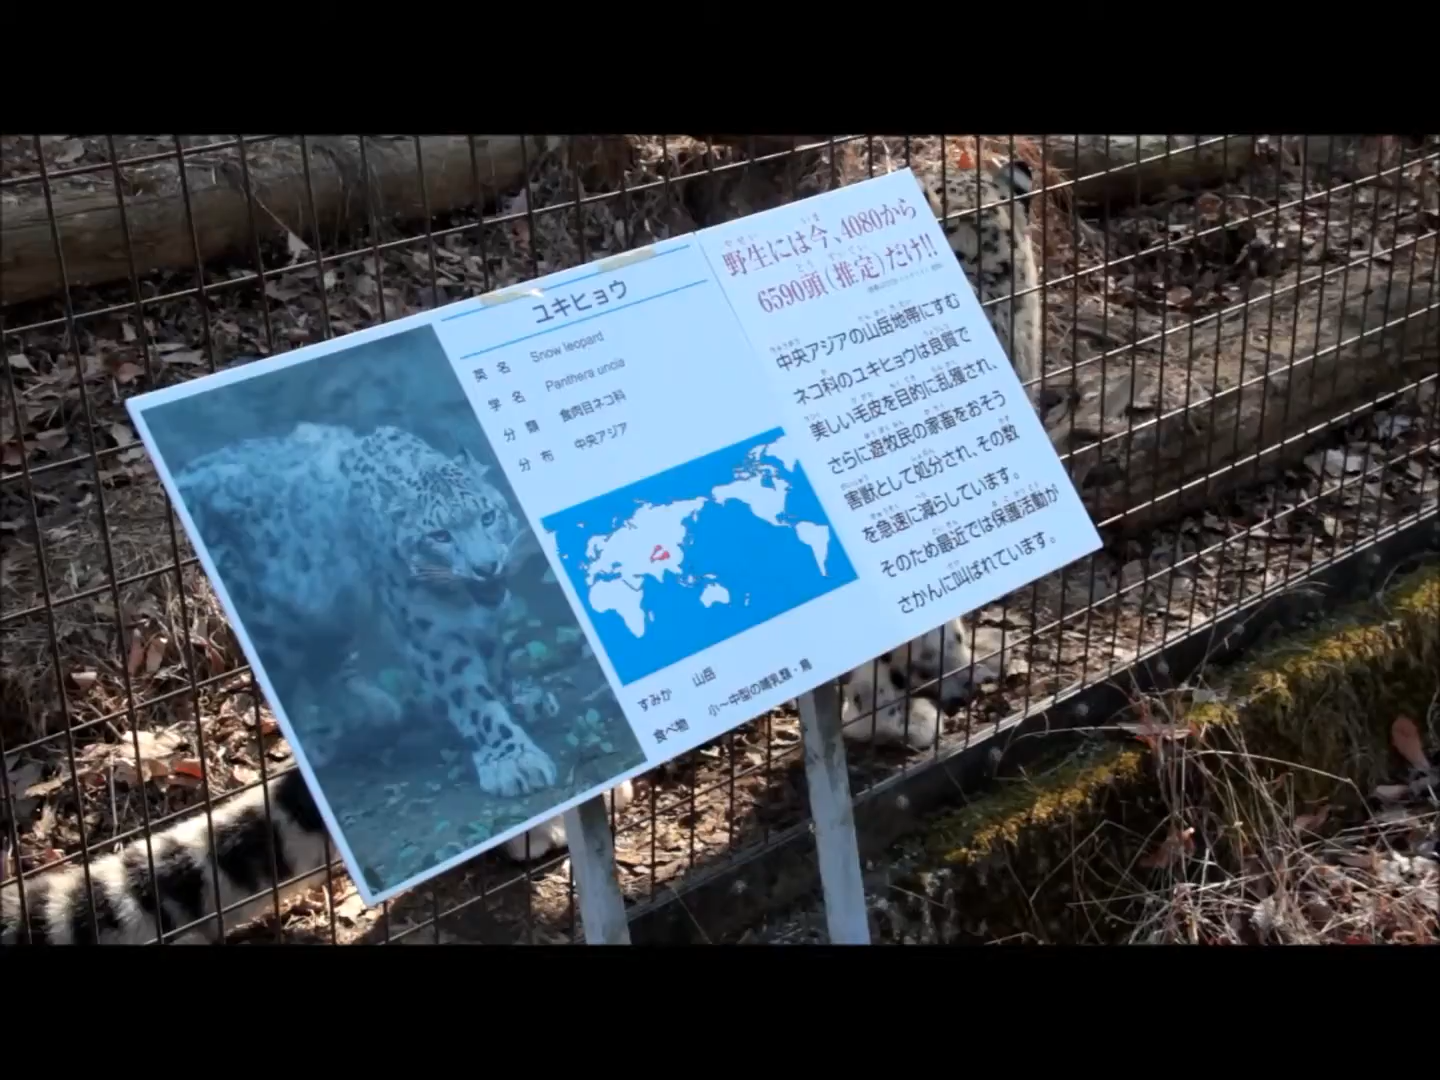 ユキヒョウ
英名 Snow leopard
学名 Panthera uncia
分類 食肉目ネコ科
分布 中央アジア
すみか 山岳
食べ物 小～中型の哺乳類・鳥
野生には今、4080から
6590頭(推定)だけ!!
中央アジアの山岳地帯にすむ
ネコ科のユキヒョウは良質で
美しい毛皮を目的に乱獲され、
さらに遊牧民の家畜をおそう
害獣として処分され、その数
を急速に減らしています。
そのため最近では保護活動が
さかんに叫ばれています。